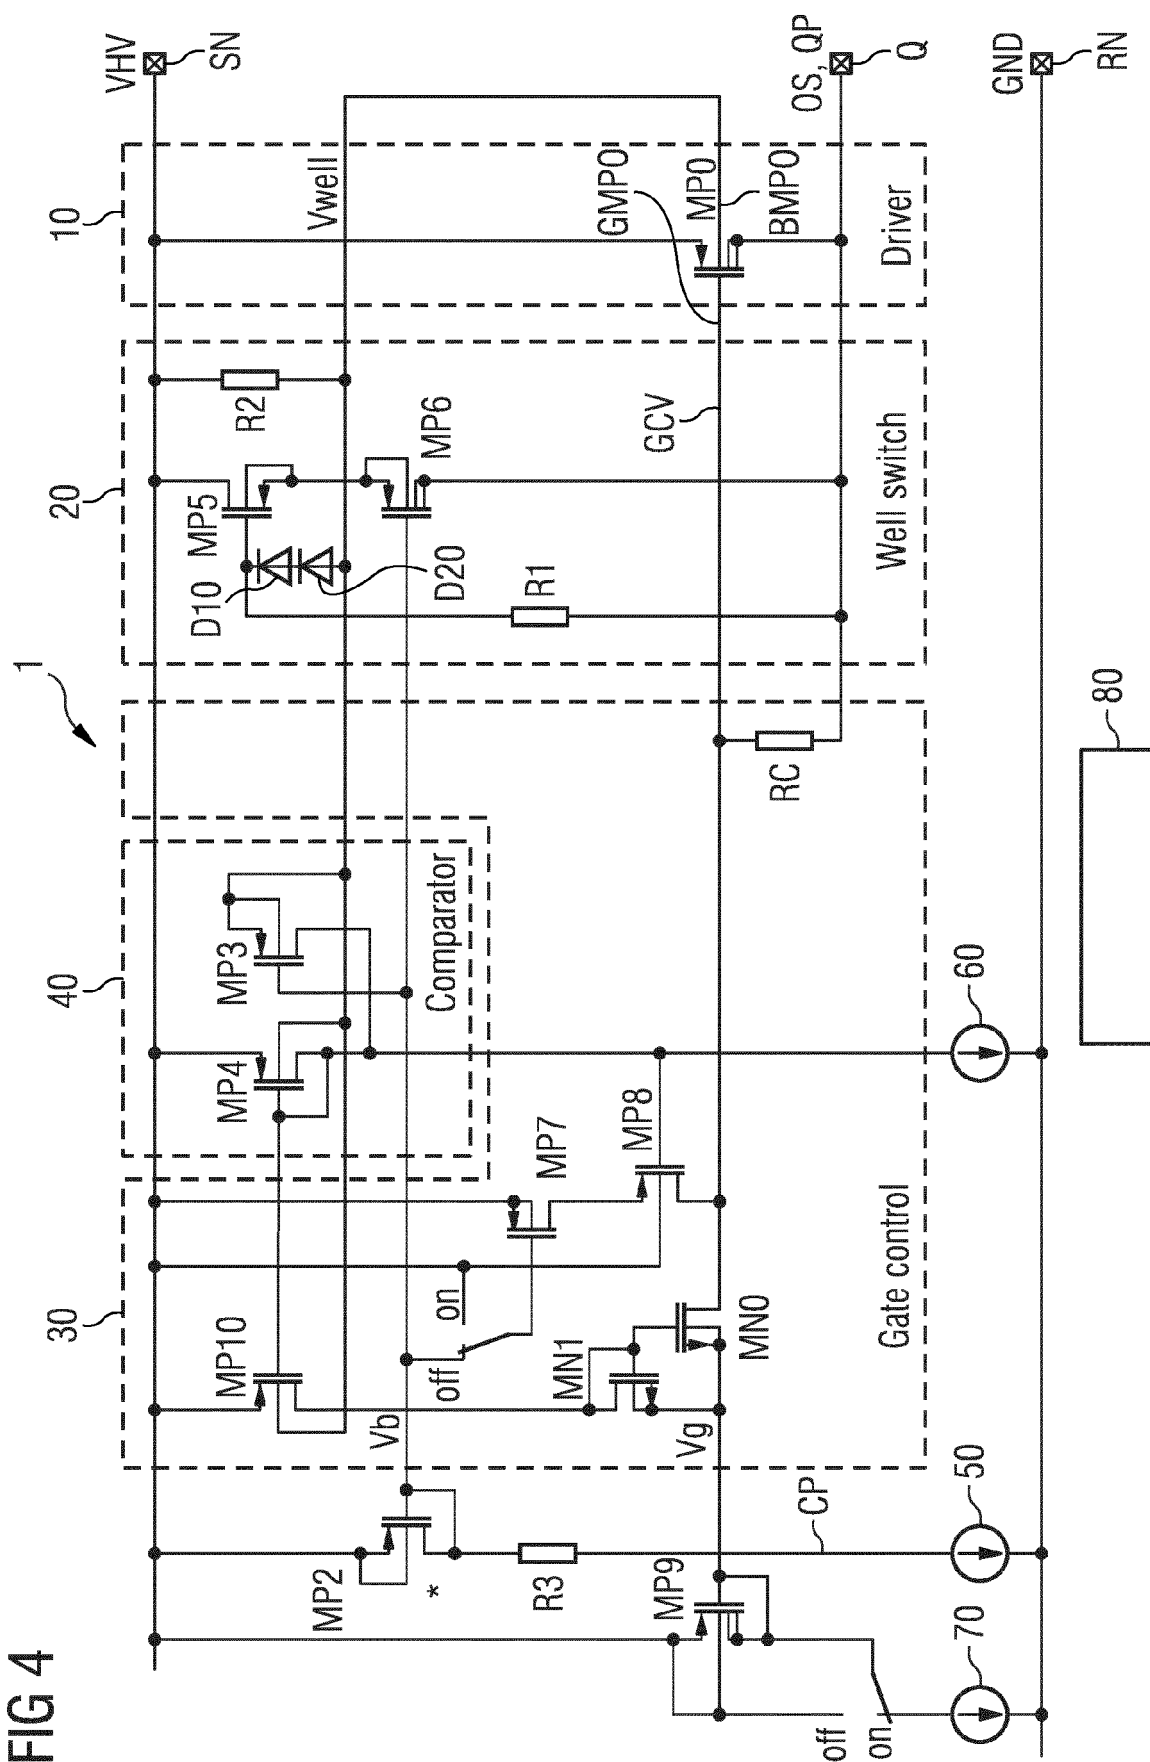 FIG 4
1
10
20
30
40
VHV
SN
Vwell
GMP0
MP0
BMP0
OS, QP
Q
GND
RN
Driver
R2
MP5
MP6
D10
D20
R1
GCV
Well switch
RC
80
MP3
MP4
Comparator
60
MP7
MP8
MP10
on
off
MN1
MN0
Gate control
Vb
Vg
MP2
*
R3
CP
50
MP9
70
off
on